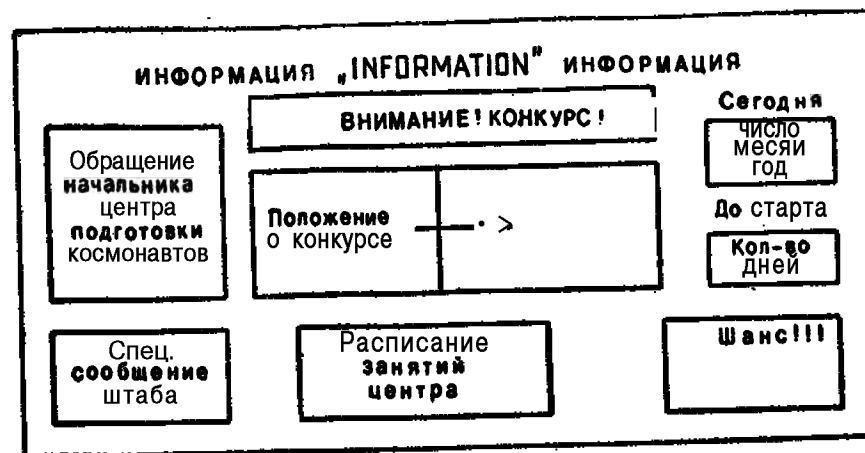 ИНФОРМАЦИЯ „INFORMATION" ИНФОРМАЦИЯ
ВНИМАНИЕ! КОНКУРС!
Обращение
начальника
центра
подготовки
космонавтов
Положение
о конкурсе
Сегодня
число
месяи
год
До старта
Кол-во
дней
Спец.
сообщение
штаба
Расписание
занятий
центра
Шанс!!!